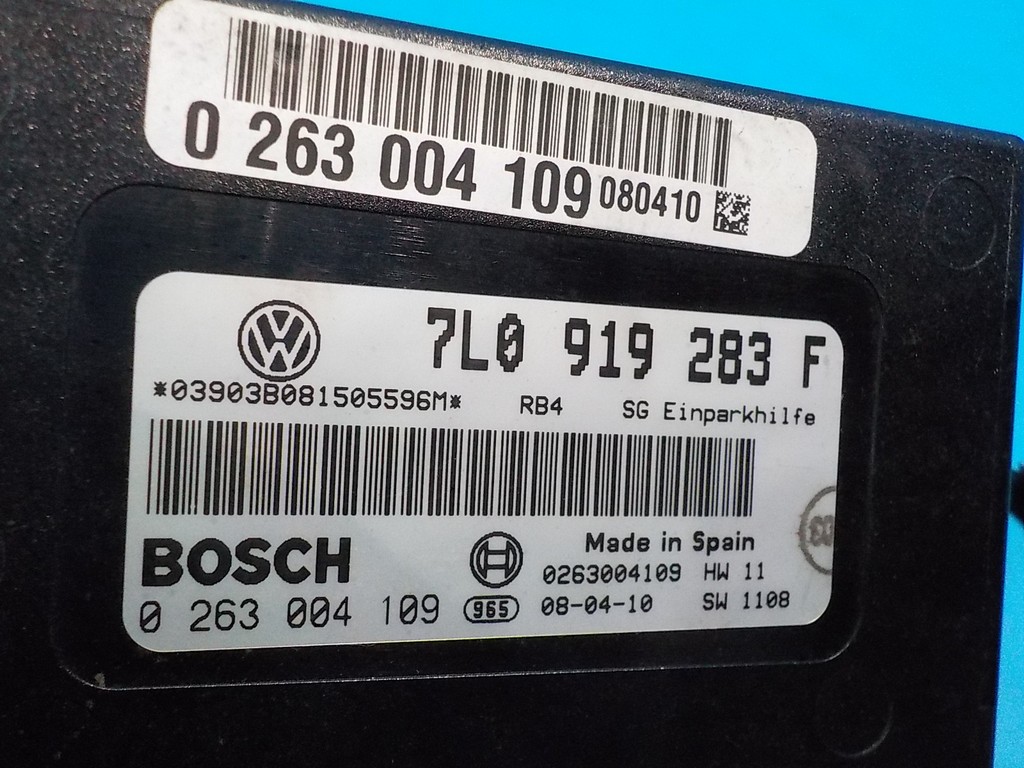 0 263 004 109 080410
7L0 919 283 F
*03903B081505596M* RB4 SG Einparkhilfe
BOSCH Made in Spain
0263004109 HW 11
0 263 004 109 965 08-04-10 SW 1108